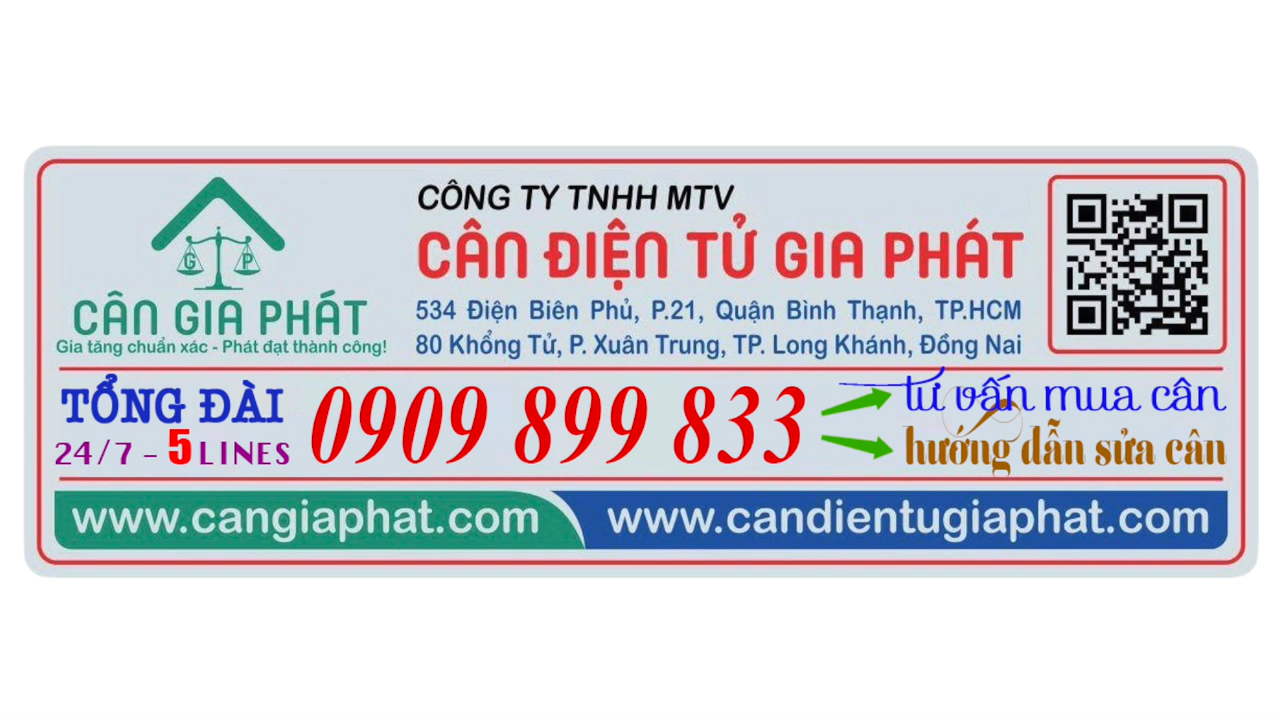 G P
CÂN GIA PHÁT
Gia tăng chuẩn xác - Phát đạt thành công!
CÔNG TY TNHH MTV
CÂN ĐIỆN TỬ GIA PHÁT
534 Điện Biên Phủ, P.21, Quận Bình Thạnh, TP.HCM
80 Khổng Tử, P. Xuân Trung, TP. Long Khánh, Đồng Nai
TỔNG ĐÀI
24/7 - 5 LINES
0909 899 833
tư vấn mua cân
hướng dẫn sửa cân
www.cangiaphat.com
www.candientugiaphat.com